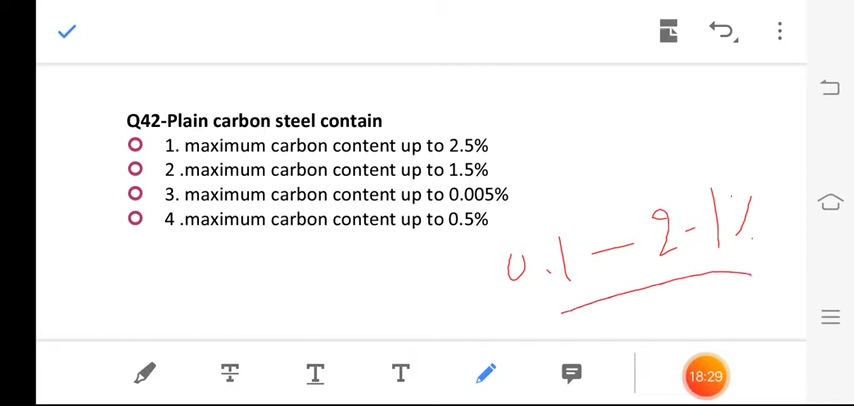 Q42-Plain carbon steel contain
1. maximum carbon content up to 2.5%
2 .maximum carbon content up to 1.5%
3. maximum carbon content up to 0.005%
4 .maximum carbon content up to 0.5%
0.1 — 2.1%
T T T
18:29